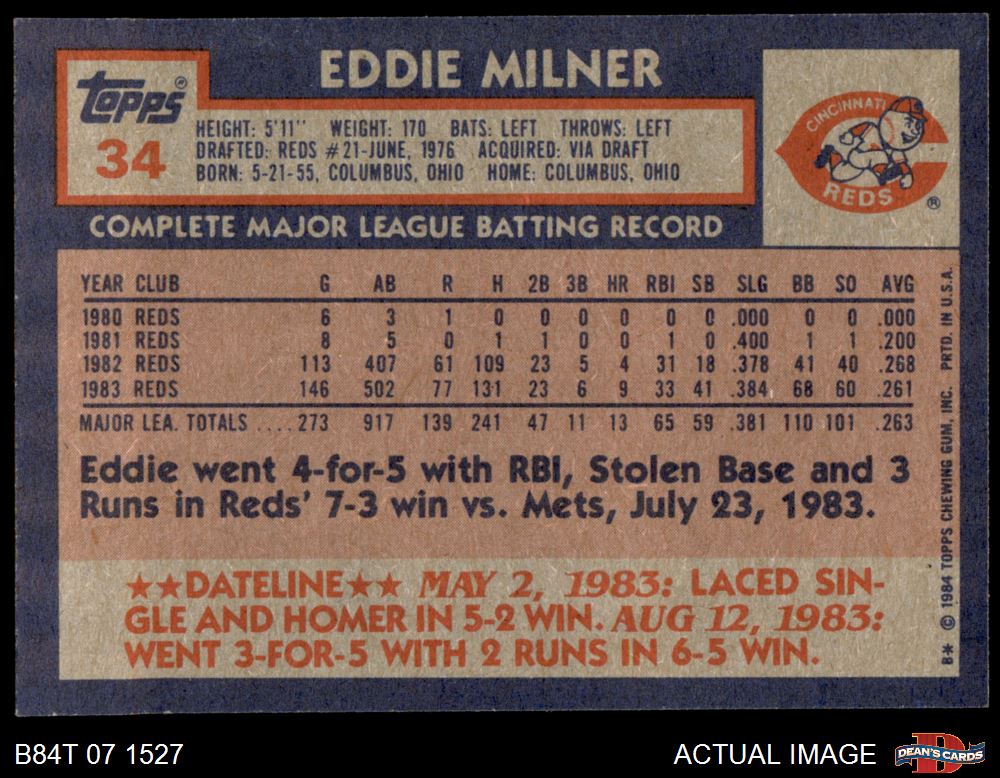 EDDIE MILNER
Topps®
34
HEIGHT: 5'11" WEIGHT: 170 BATS: LEFT THROWS: LEFT
DRAFTED: REDS #21-JUNE, 1976 ACQUIRED: VIA DRAFT
BORN: 5-21-55, COLUMBUS, OHIO HOME: COLUMBUS, OHIO
CINCINNATI
REDS
®
COMPLETE MAJOR LEAGUE BATTING RECORD
YEAR CLUB G AB R H 2B 3B HR RBI SB SLG BB SO AVG
1980 REDS 6 3 1 0 0 0 0 0 0 .000 0 0 .000
1981 REDS 8 5 0 1 1 0 0 1 0 .400 1 1 .200
1982 REDS 113 407 61 109 23 5 4 31 18 .378 41 40 .268
1983 REDS 146 502 77 131 23 6 9 33 41 .384 68 60 .261
MAJOR LEA. TOTALS .... 273 917 139 241 47 11 13 65 59 .381 110 101 .263
Eddie went 4-for-5 with RBI, Stolen Base and 3
Runs in Reds' 7-3 win vs. Mets, July 23, 1983.
★★DATELINE★★ MAY 2, 1983: LACED SIN-
GLE AND HOMER IN 5-2 WIN. AUG 12, 1983:
WENT 3-FOR-5 WITH 2 RUNS IN 6-5 WIN.
B* © 1984 TOPPS CHEWING GUM, INC. PRTD. IN U.S.A.
B84T 07 1527
ACTUAL IMAGE
DEAN'S CARDS